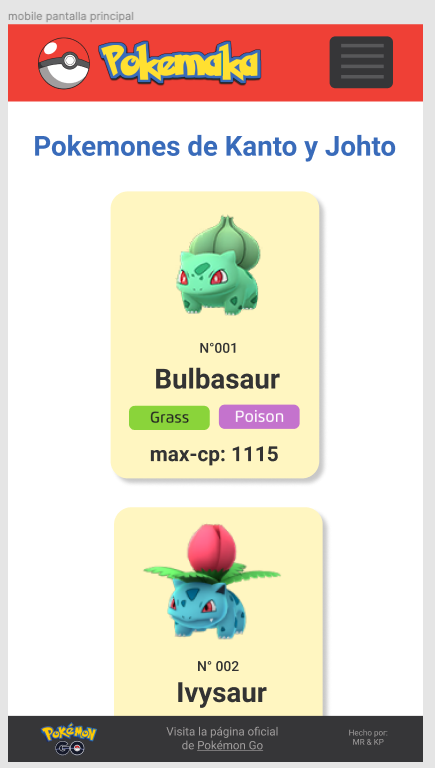 mobile pantalla principal
Pokemaka
Pokemones de Kanto y Johto
N°001
Bulbasaur
Grass Poison
max-cp: 1115
N° 002
Ivysaur
POKÉMON
GO
Visita la página oficial
de Pokémon Go
Hecho por:
MR & KP